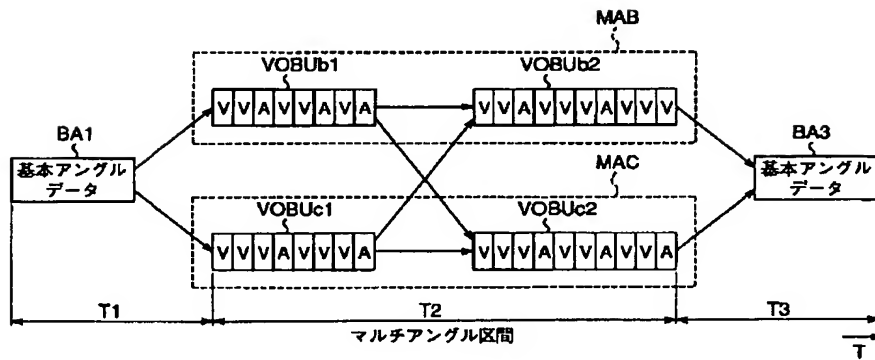 MAB
VOBUb1
VOBUb2
V V A V V A V A
V V A V V V A V V V
BA1
基本アングル
データ
BA3
基本アングル
データ
MAC
VOBUc1
VOBUc2
V V V A V V V A
V V V A V V A V V A
T1
T2
T3
マルチアングル区間
T